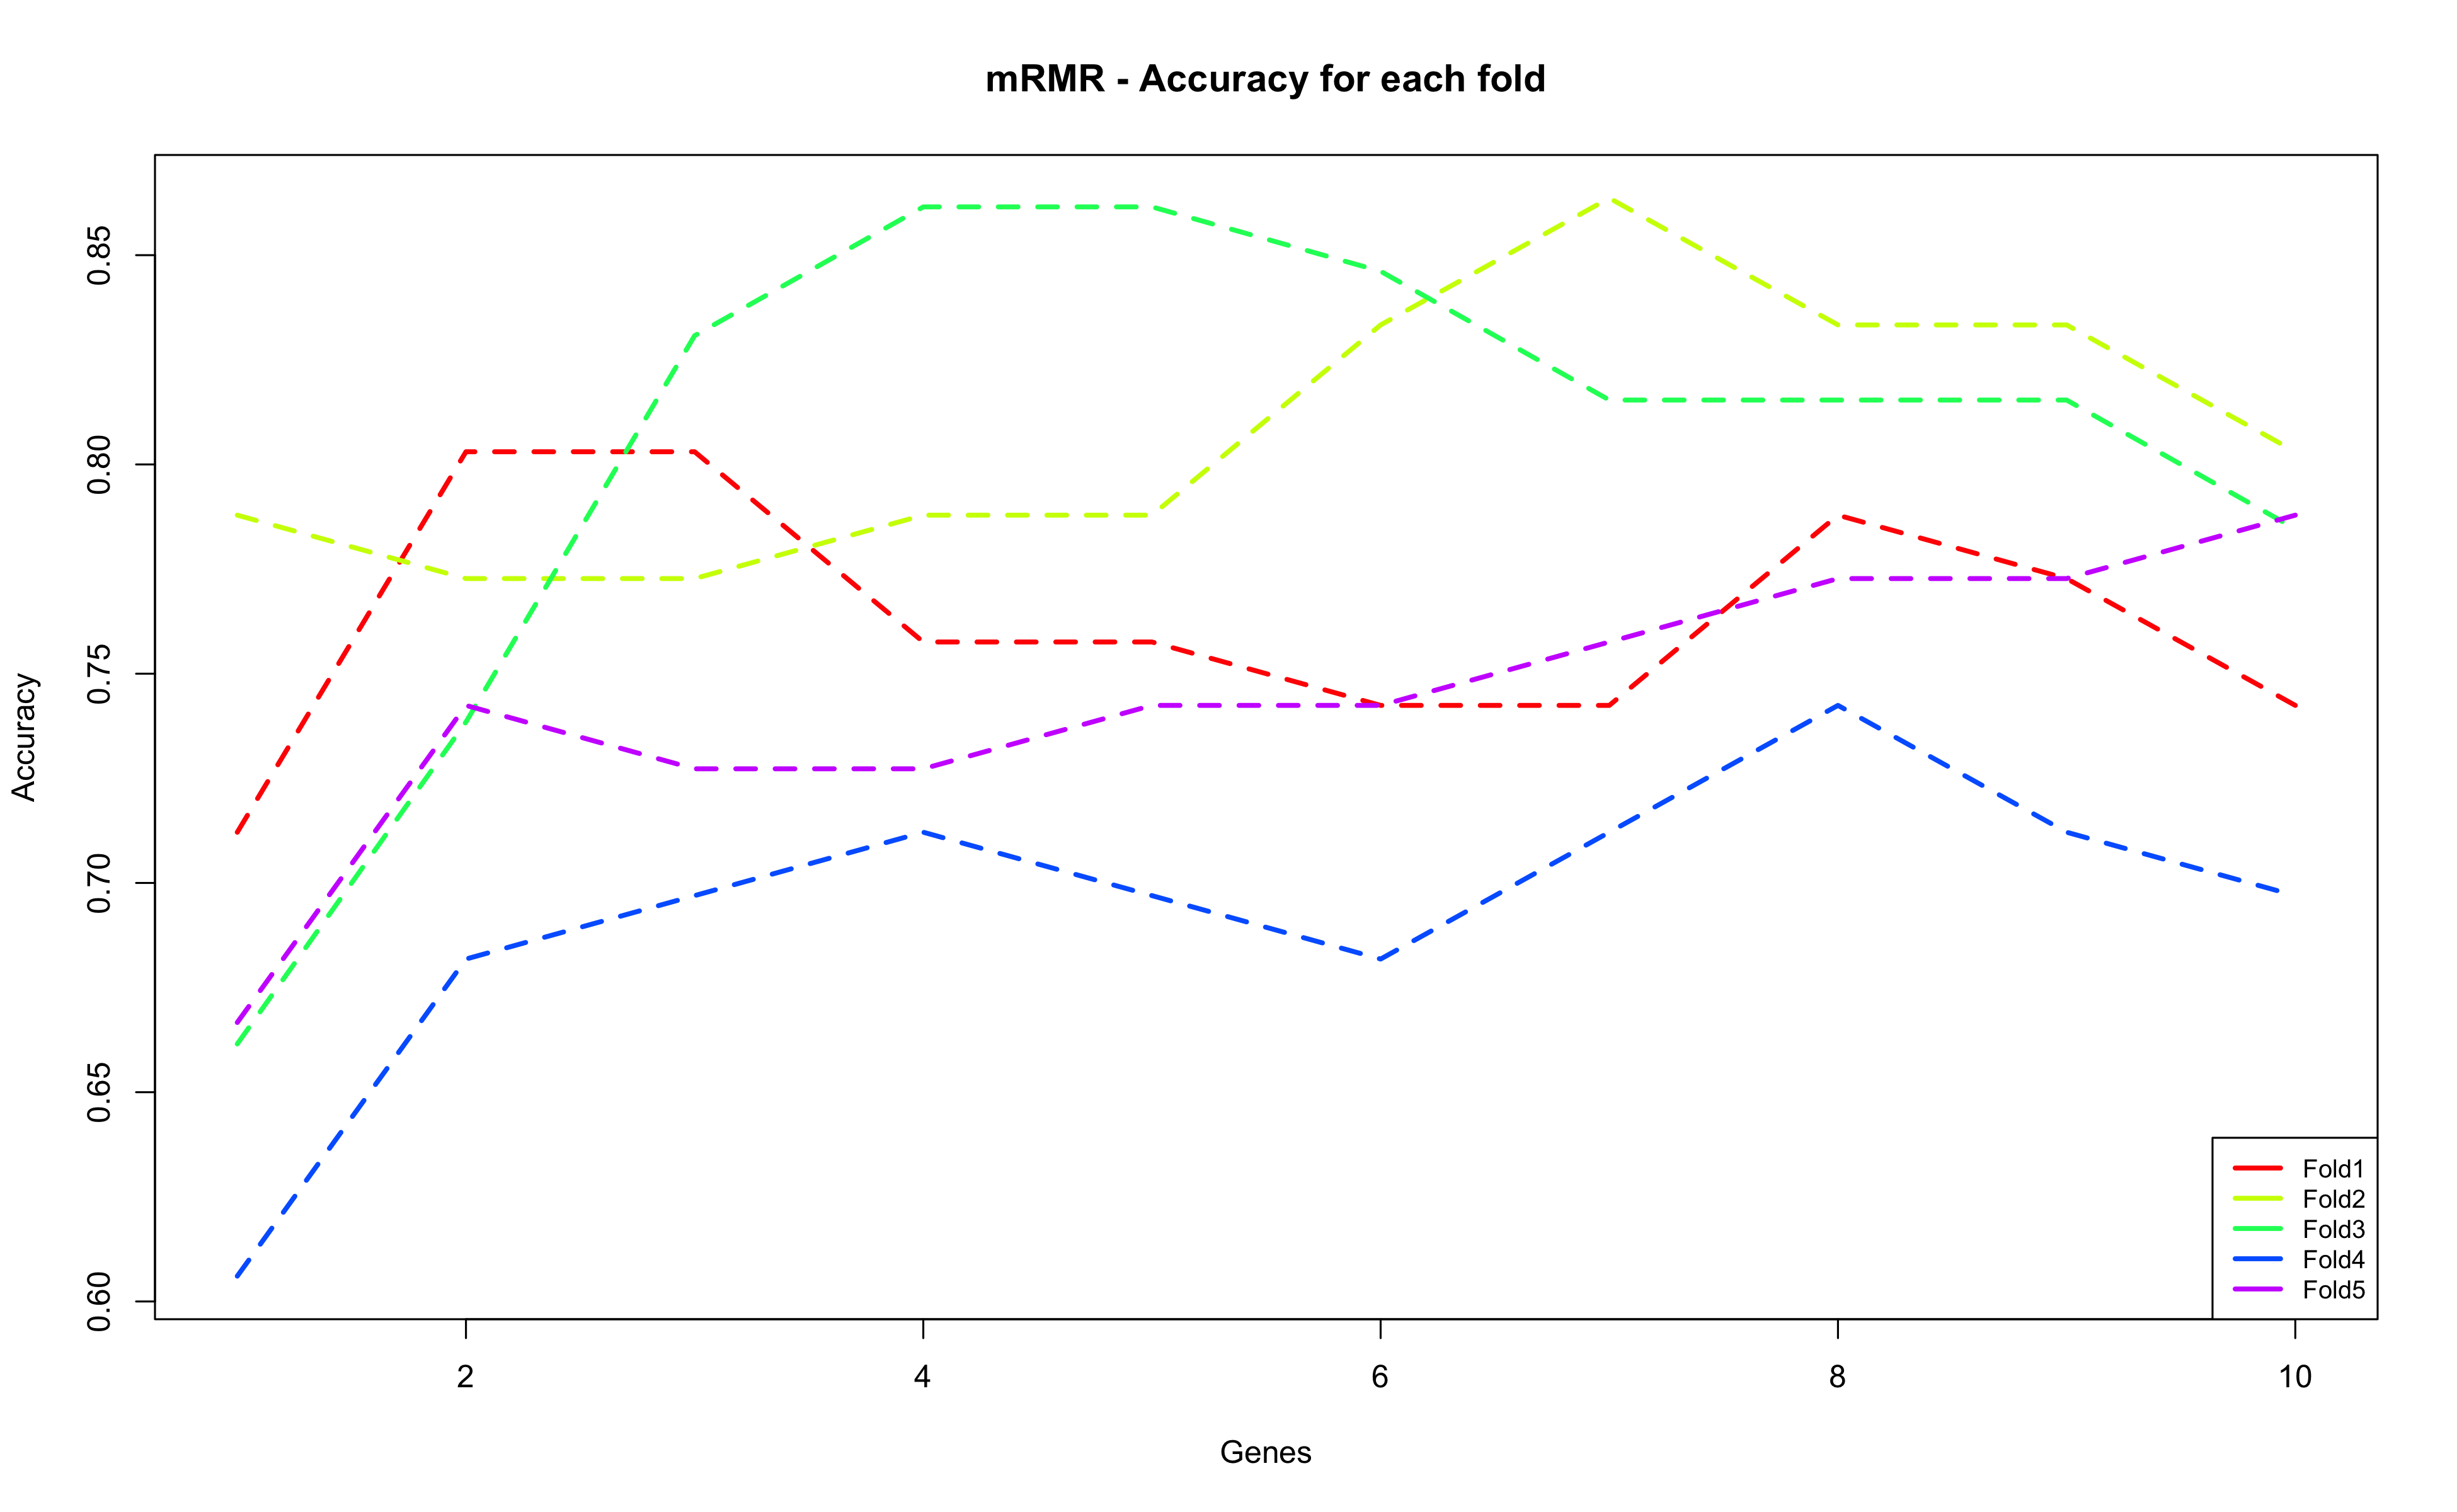 mRMR - Accuracy for each fold
Accuracy
0.85
0.80
0.75
0.70
0.65
0.60
2
4
6
8
10
Genes
Fold1
Fold2
Fold3
Fold4
Fold5